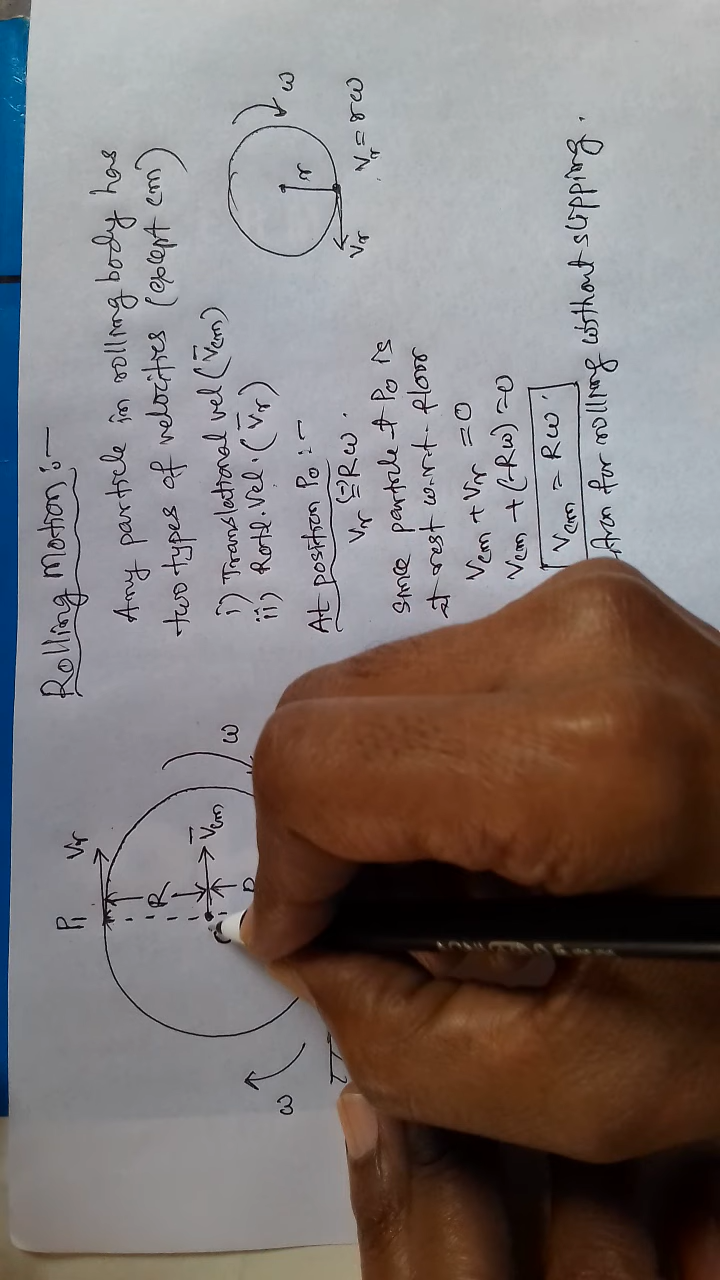 Rolling Motion :-
Any particle in rolling body has
two types of velocities (except cm)
i) Translational vel (V̅cm)
ii) Rotn. Vel. (V̅r)
At position P₀ :-
Vr = -Rω.
Since particle at P₀ is
at rest w.r.t. floor
Vcm + Vr = 0
Vcm + (-Rω) = 0
Vcm = Rω.
for rolling without slipping.
P₁
Vr
R
V̅cm
R
ω
ω
ω
r
Vr
Vr = rω